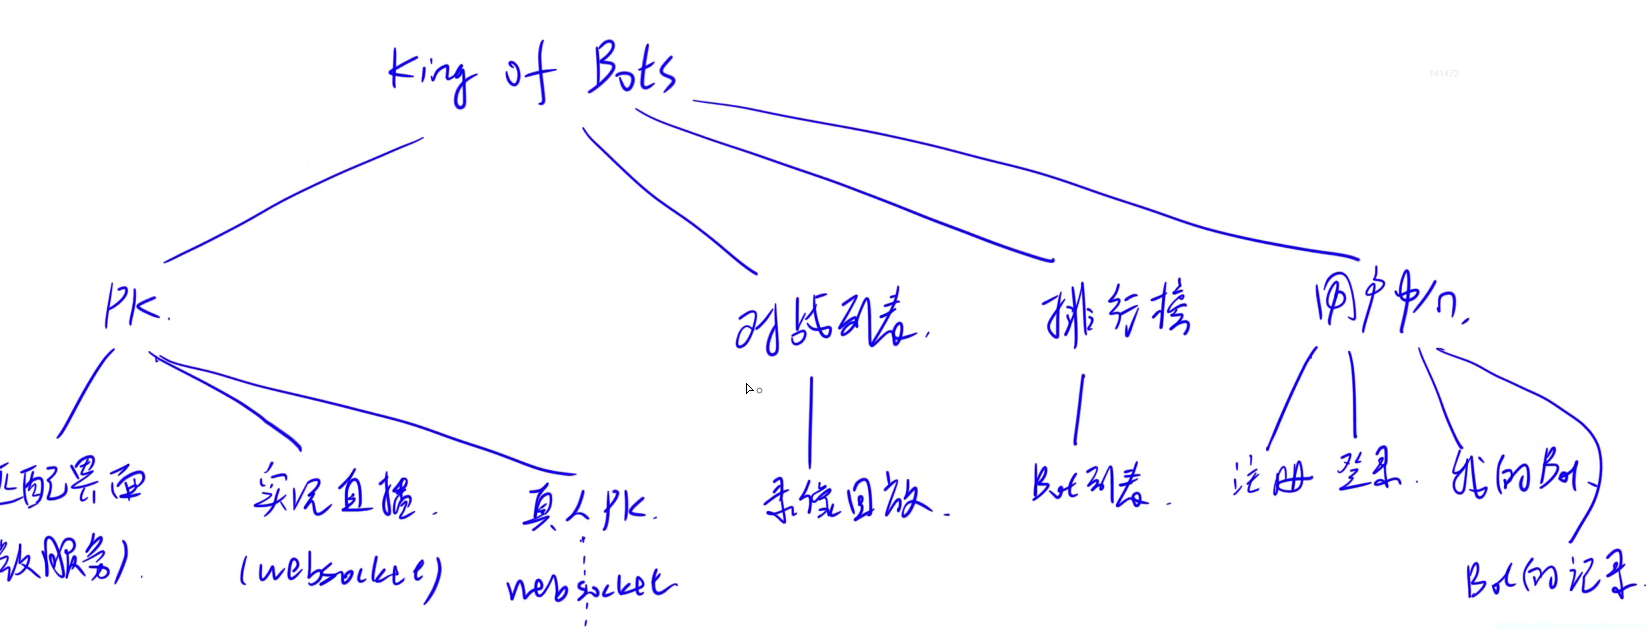 141472
King of Bots
PK.
对战列表.
排行榜
用户中心.
匹配界面
实况直播.
真人PK.
录像回放.
Bot列表.
注册
登录.
我的Bot.
服务).
(websocket)
websocket
Bot的记录.